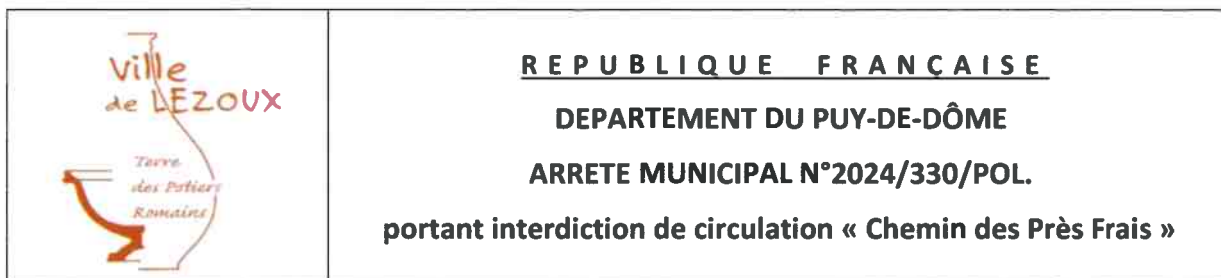 Ville
de LEZOUX
Terre
des Potiers
Romains
REPUBLIQUE FRANÇAISE
DEPARTEMENT DU PUY-DE-DÔME
ARRETE MUNICIPAL N°2024/330/POL.
portant interdiction de circulation « Chemin des Près Frais »